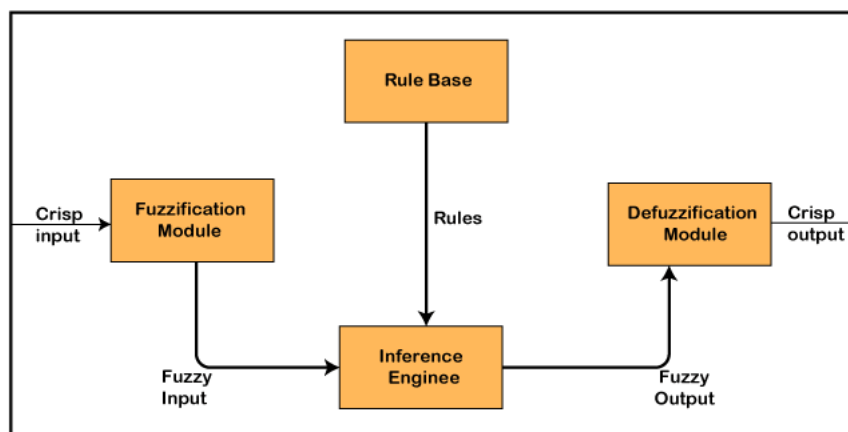 Rule Base
Fuzzification
Module
Crisp
input
Rules
Defuzzification
Module
Crisp
output
Inference
Enginee
Fuzzy
Input
Fuzzy
Output